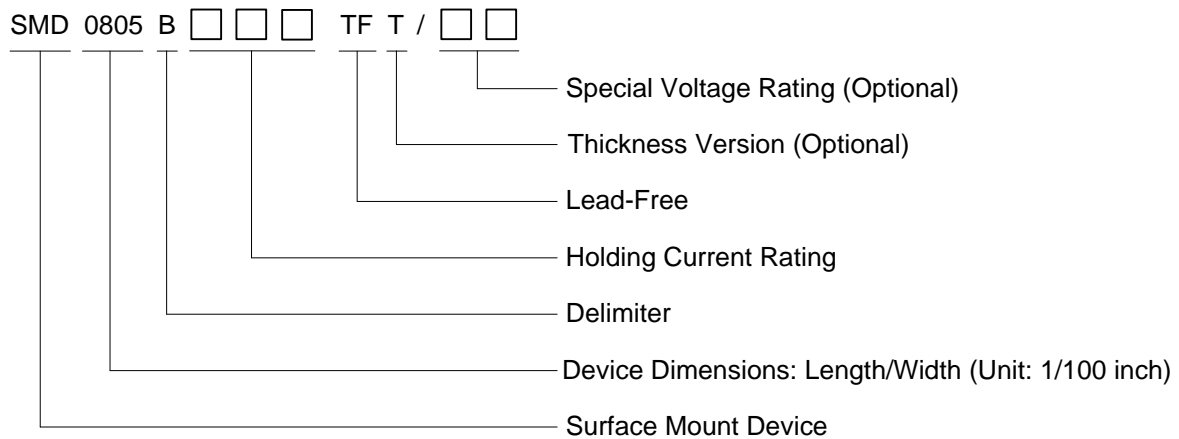 SMD 0805 B □ □ □ TF T / □ □
Special Voltage Rating (Optional)
Thickness Version (Optional)
Lead-Free
Holding Current Rating
Delimiter
Device Dimensions: Length/Width (Unit: 1/100 inch)
Surface Mount Device